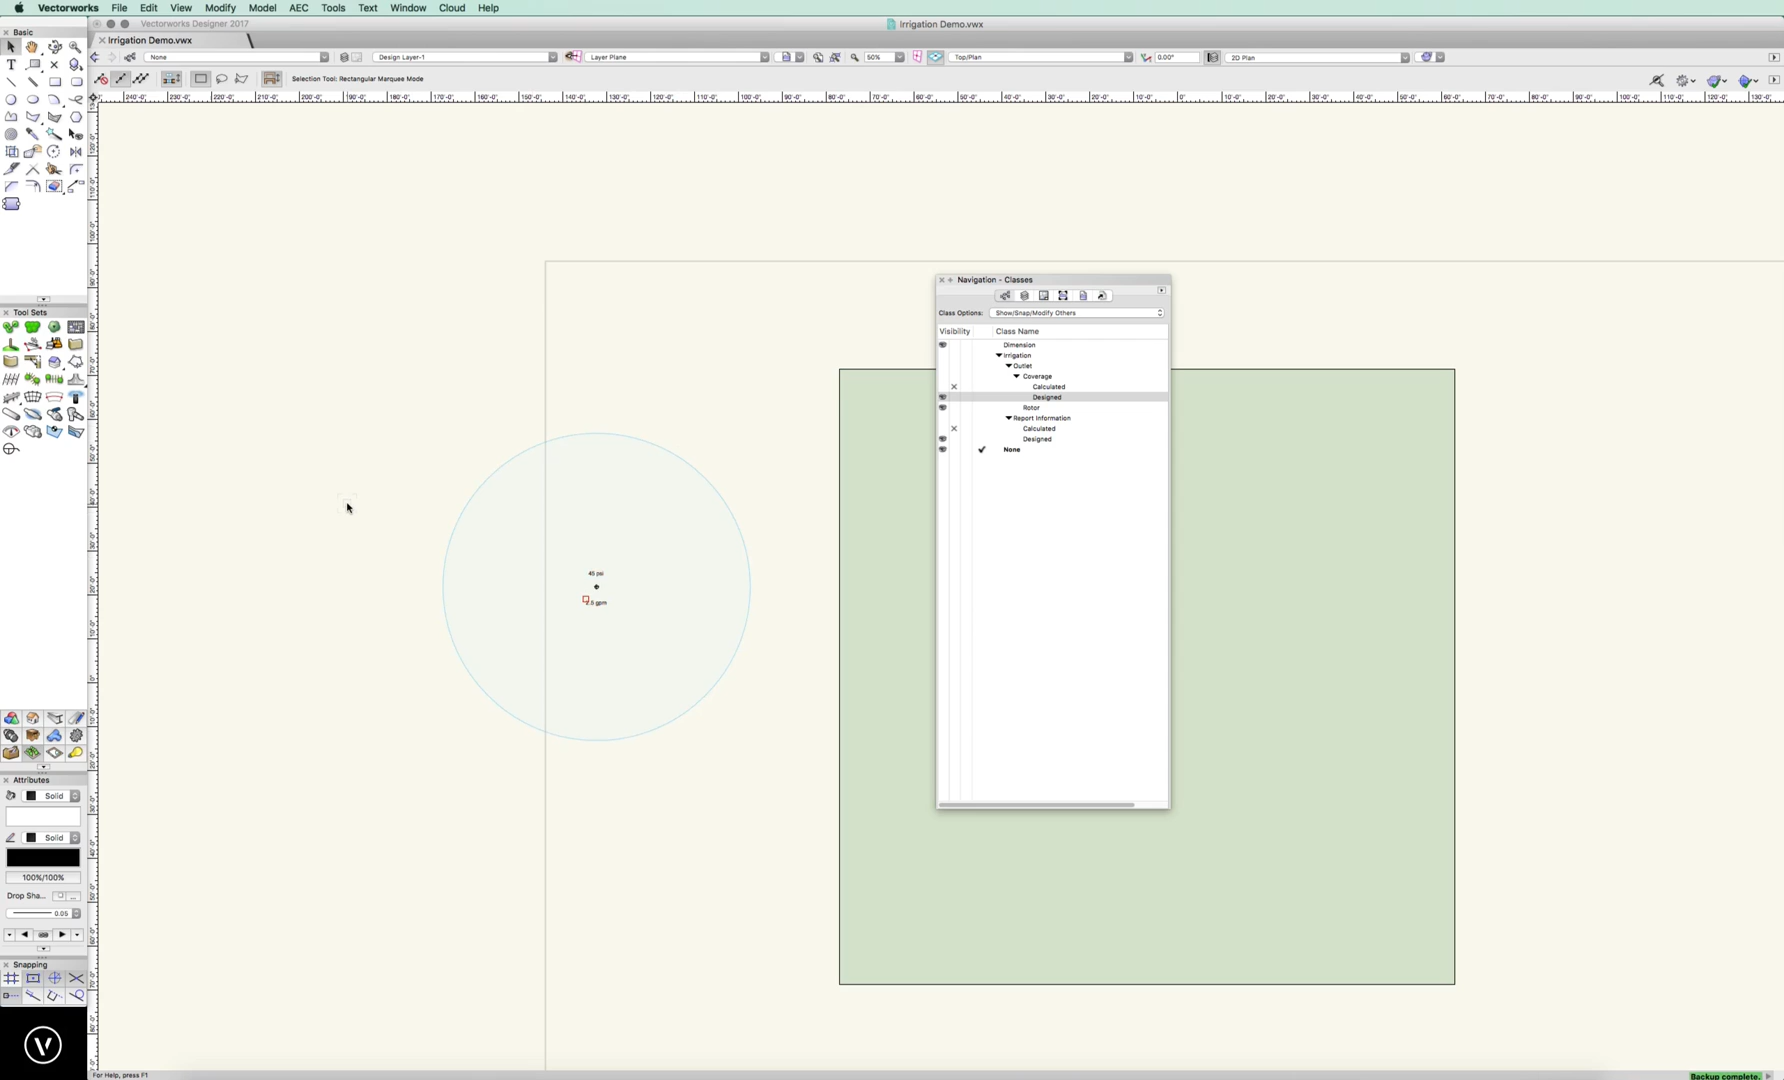 Vectorworks File Edit View Modify Model AEC Tools Text Window Cloud Help
Vectorworks Designer 2017
Irrigation Demo.vwx
Irrigation Demo.vwx
None
Design Layer-1
Layer Plane
50%
Top/Plan
0.00°
2D Plan
Selection Tool: Rectangular Marquee Mode
Basic
Tool Sets
Attributes
Solid
Solid
100%/100%
Drop Sha...
0.05
Snapping
For Help, press F1
45 psi
gpm
Navigation - Classes
Class Options: Show/Snap/Modify Others
Visibility Class Name
Dimension
Irrigation
Outlet
Coverage
Calculated
Designed
Rotor
Report Information
Calculated
Designed
None
Backup complete.